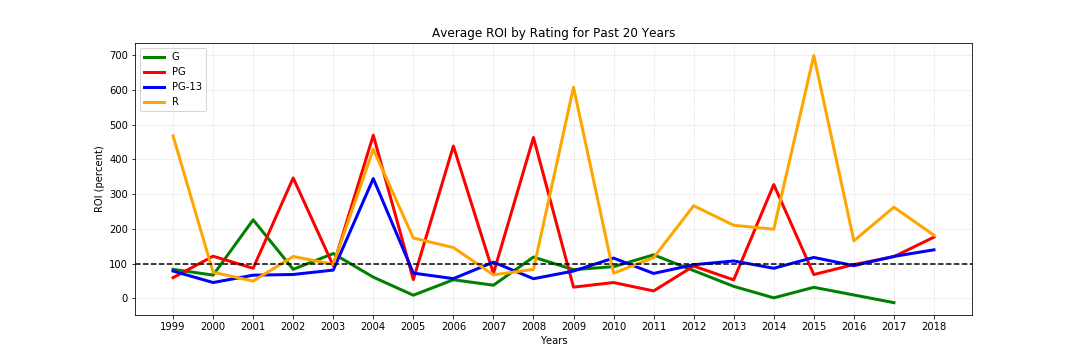 Average ROI by Rating for Past 20 Years
G
PG
PG-13
R
700
600
500
400
300
200
100
0
ROI (percent)
1999 2000 2001 2002 2003 2004 2005 2006 2007 2008 2009 2010 2011 2012 2013 2014 2015 2016 2017 2018
Years